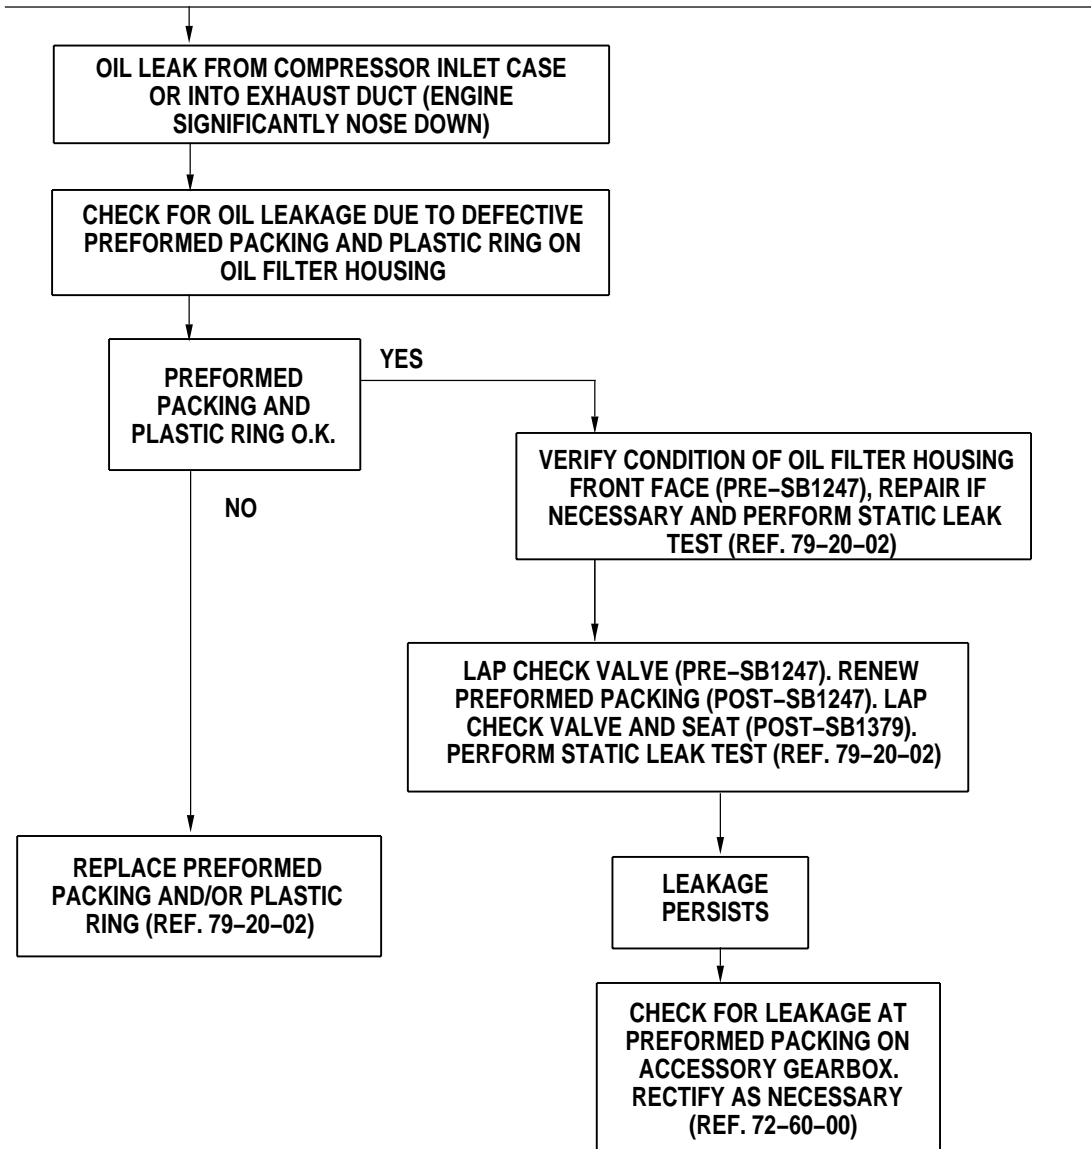 OIL LEAK FROM COMPRESSOR INLET CASE
OR INTO EXHAUST DUCT (ENGINE
SIGNIFICANTLY NOSE DOWN)
CHECK FOR OIL LEAKAGE DUE TO DEFECTIVE
PREFORMED PACKING AND PLASTIC RING ON
OIL FILTER HOUSING
PREFORMED
PACKING AND
PLASTIC RING O.K.
YES
NO
VERIFY CONDITION OF OIL FILTER HOUSING
FRONT FACE (PRE–SB1247), REPAIR IF
NECESSARY AND PERFORM STATIC LEAK
TEST (REF. 79–20–02)
LAP CHECK VALVE (PRE–SB1247). RENEW
PREFORMED PACKING (POST–SB1247). LAP
CHECK VALVE AND SEAT (POST–SB1379).
PERFORM STATIC LEAK TEST (REF. 79–20–02)
REPLACE PREFORMED
PACKING AND/OR PLASTIC
RING (REF. 79–20–02)
LEAKAGE
PERSISTS
CHECK FOR LEAKAGE AT
PREFORMED PACKING ON
ACCESSORY GEARBOX.
RECTIFY AS NECESSARY
(REF. 72–60–00)